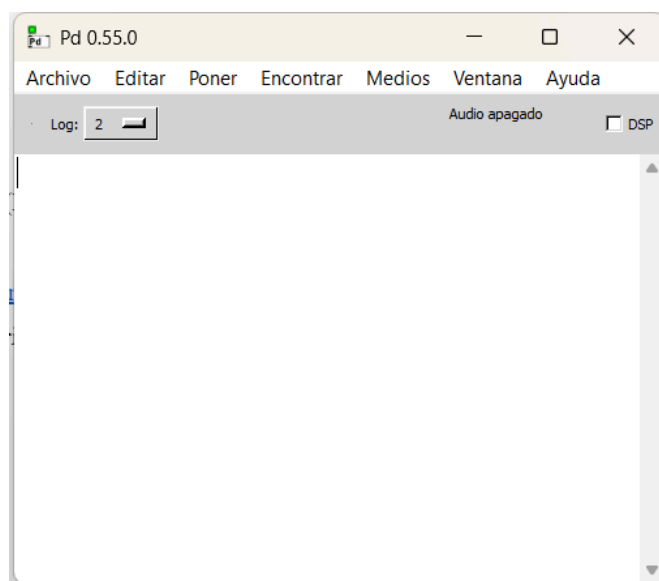 Pd 0.55.0
Archivo Editar Poner Encontrar Medios Ventana Ayuda
Log: 2 Audio apagado DSP